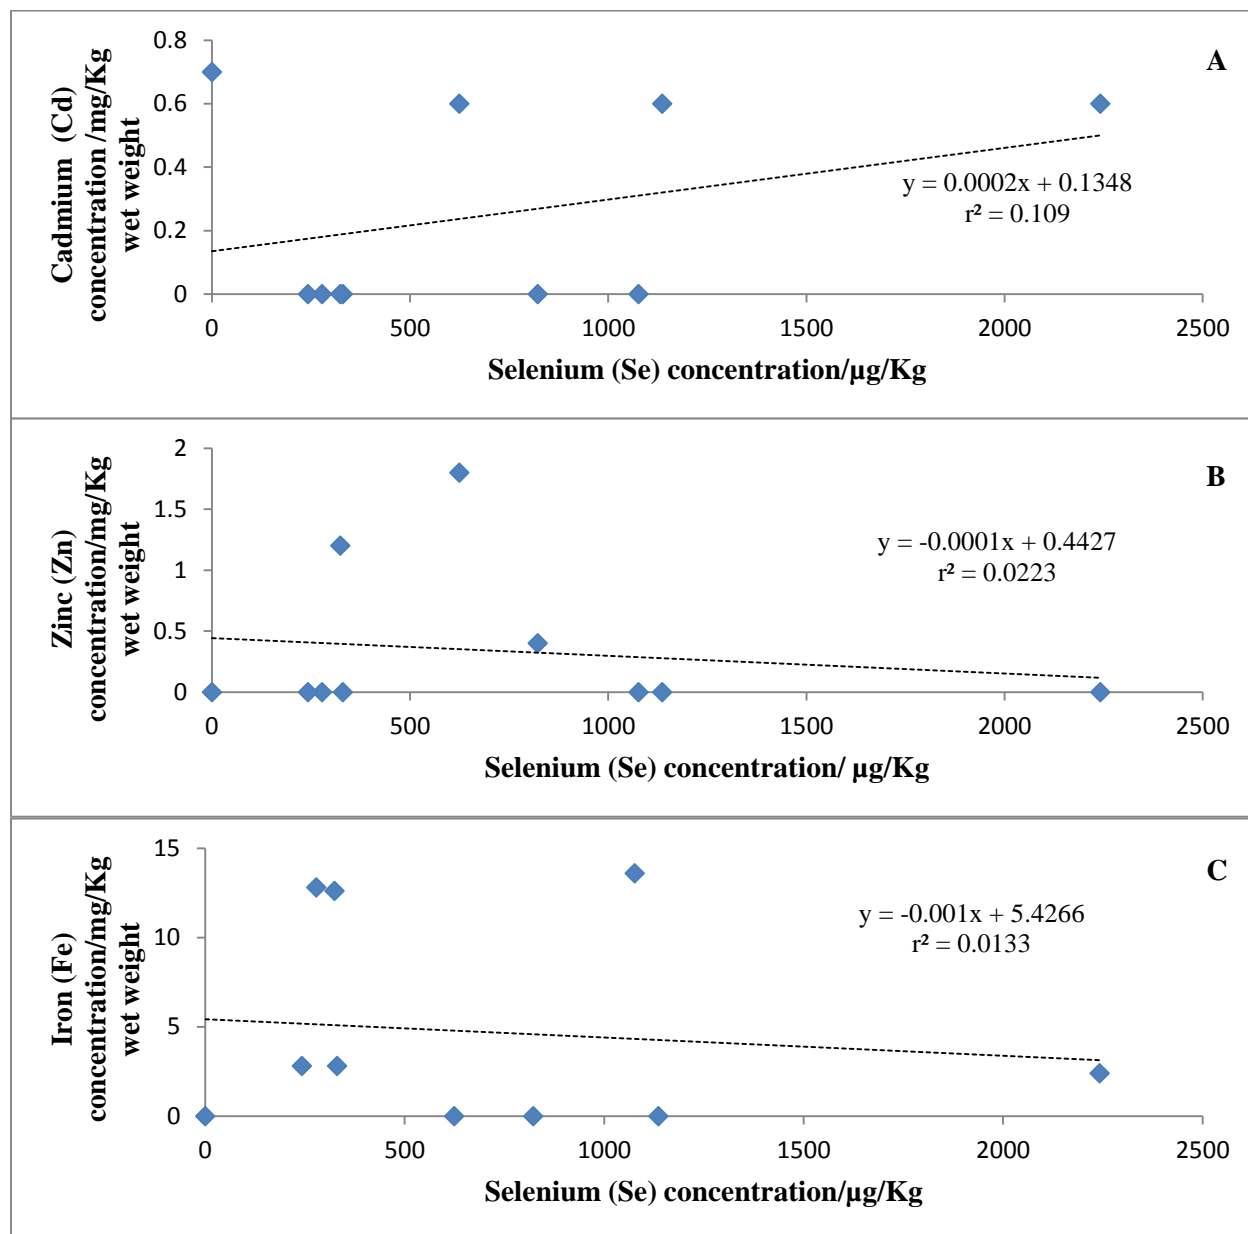 A
Cadmium (Cd)
concentration /mg/Kg
wet weight
0.8
0.6
0.4
0.2
0
y = 0.0002x + 0.1348
r² = 0.109
0 500 1000 1500 2000 2500
Selenium (Se) concentration/µg/Kg
B
Zinc (Zn)
concentration/mg/Kg
wet weight
2
1.5
1
0.5
0
y = -0.0001x + 0.4427
r² = 0.0223
0 500 1000 1500 2000 2500
Selenium (Se) concentration/ µg/Kg
C
Iron (Fe)
concentration/mg/Kg
wet weight
15
10
5
0
y = -0.001x + 5.4266
r² = 0.0133
0 500 1000 1500 2000 2500
Selenium (Se) concentration/µg/Kg